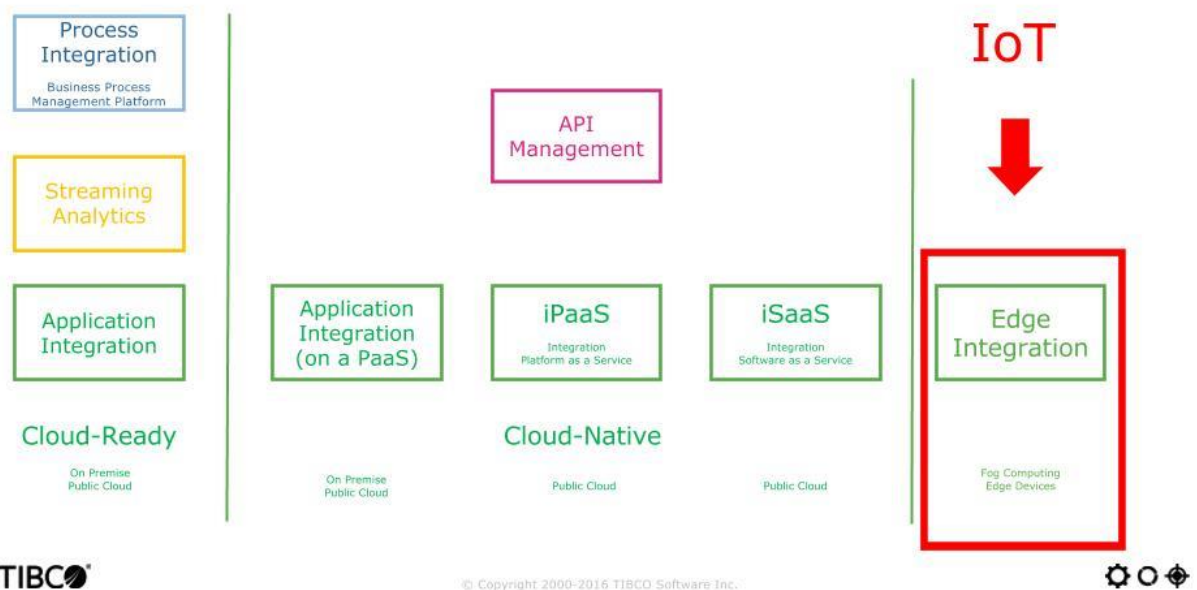 Process
Integration
Business Process
Management Platform
Streaming
Analytics
Application
Integration
Cloud-Ready
On Premise
Public Cloud
API
Management
Application
Integration
(on a PaaS)
On Premise
Public Cloud
iPaaS
Integration
Platform as a Service
Cloud-Native
Public Cloud
iSaaS
Integration
Software as a Service
Public Cloud
IoT
Edge
Integration
Fog Computing
Edge Devices
TIBCO®
© Copyright 2000-2016 TIBCO Software Inc.